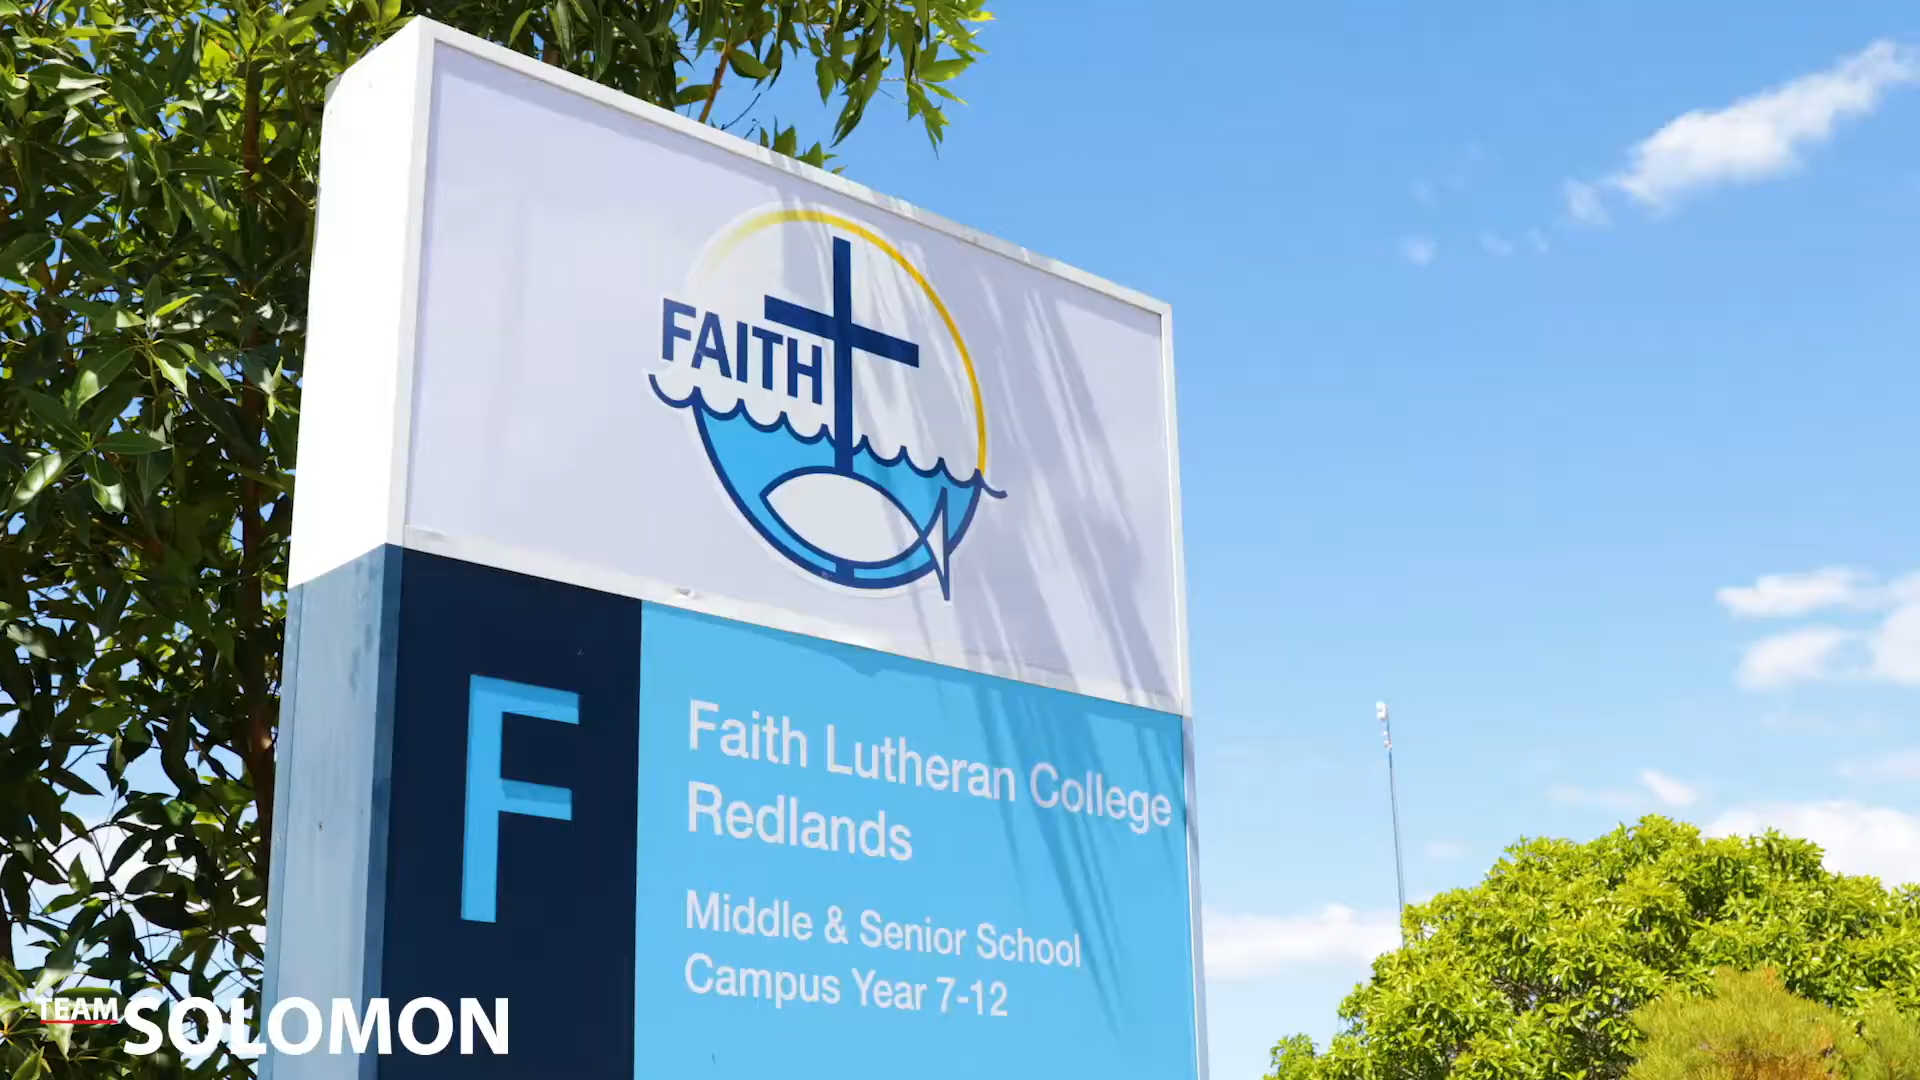 FAITH
F
Faith Lutheran College
Redlands
Middle & Senior School
Campus Year 7-12
TEAM SOLOMON